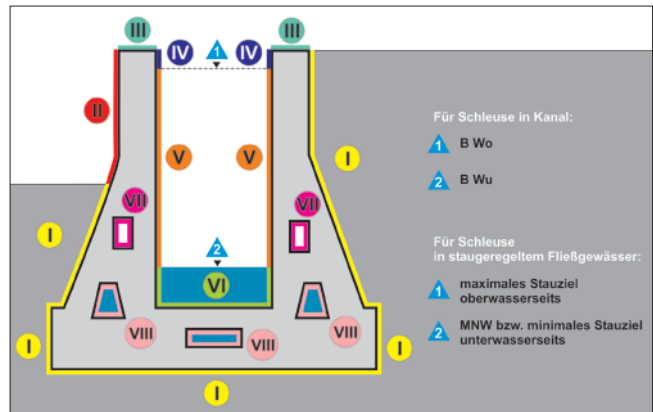 III
IV
1
IV
III
II
Für Schleuse in Kanal:
V
V
1 B Wo
I
2 B Wu
VII
VII
I
2
Für Schleuse
in staugeregeltem Fließgewässer:
VI
1 maximales Stauziel
oberwasserseits
VIII
VIII
VIII
2 MNW bzw. minimales Stauziel
unterwasserseits
I
I
I